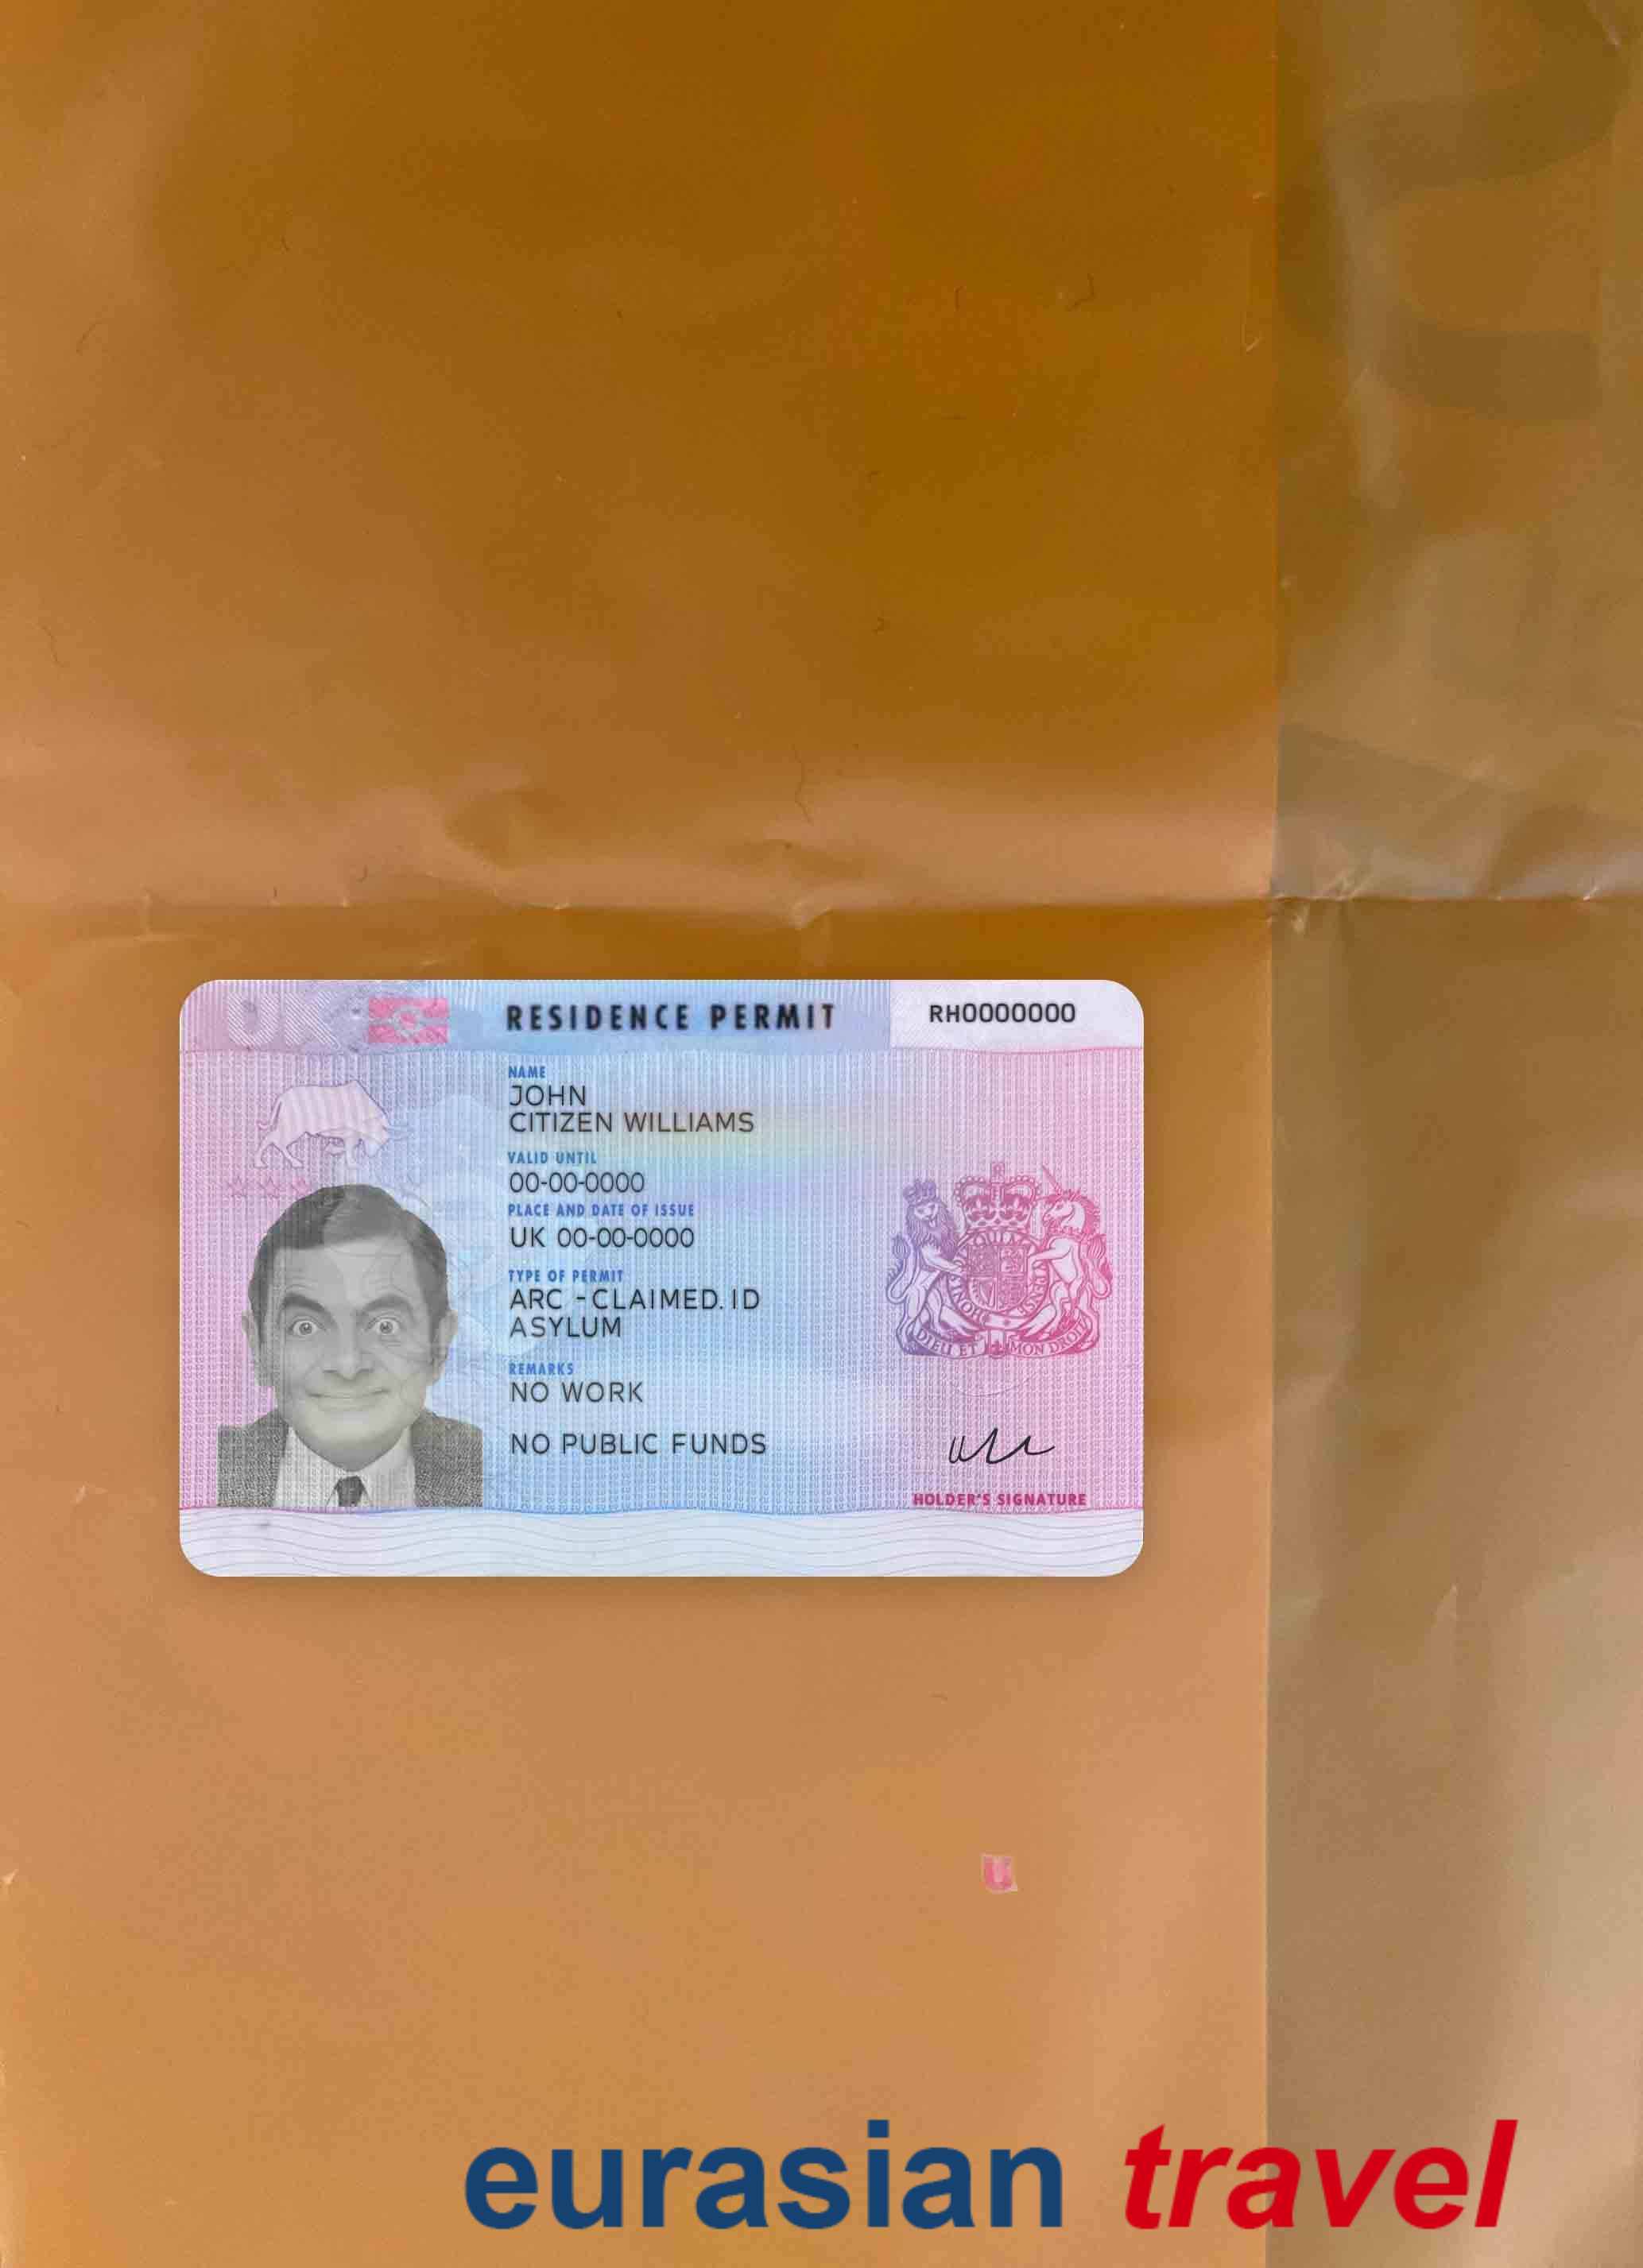 UK
RESIDENCE PERMIT
RH0000000
NAME
JOHN
CITIZEN WILLIAMS
VALID UNTIL
00-00-0000
PLACE AND DATE OF ISSUE
UK 00-00-0000
TYPE OF PERMIT
ARC - CLAIMED.ID
ASYLUM
REMARKS
NO WORK
NO PUBLIC FUNDS
DIEU ET MON DROIT
HOLDER'S SIGNATURE
eurasian travel